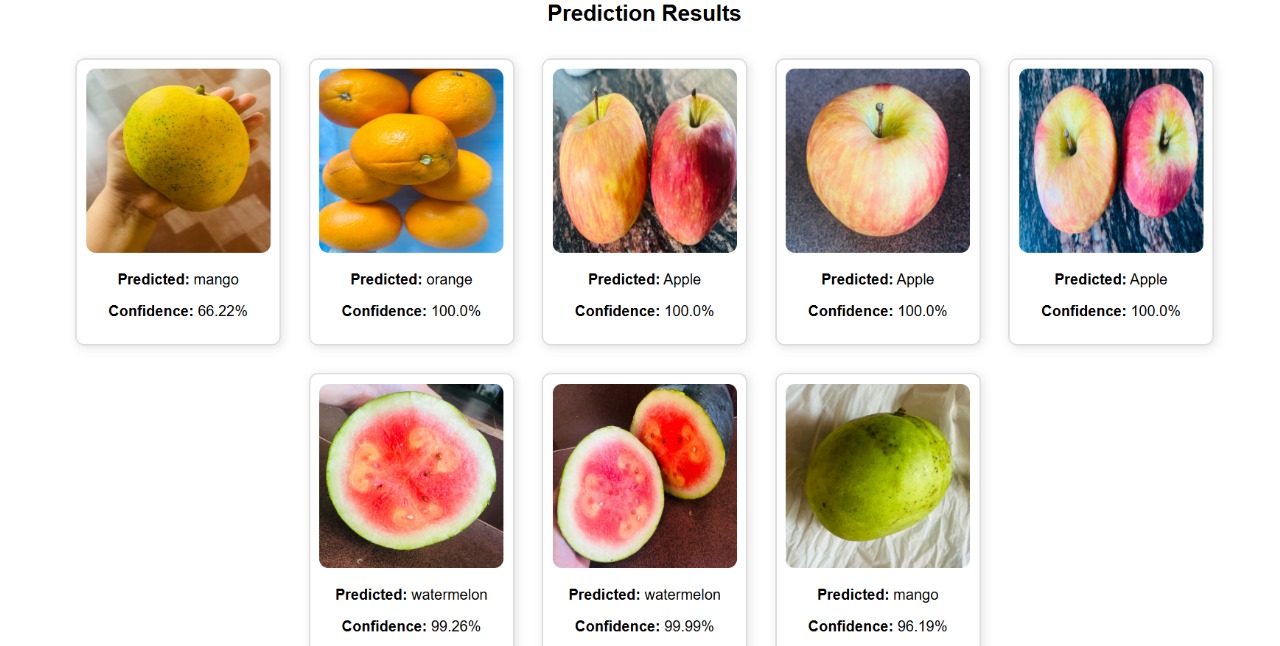 Prediction Results
Predicted: mango
Confidence: 66.22%
Predicted: orange
Confidence: 100.0%
Predicted: Apple
Confidence: 100.0%
Predicted: Apple
Confidence: 100.0%
Predicted: Apple
Confidence: 100.0%
Predicted: watermelon
Confidence: 99.26%
Predicted: watermelon
Confidence: 99.99%
Predicted: mango
Confidence: 96.19%